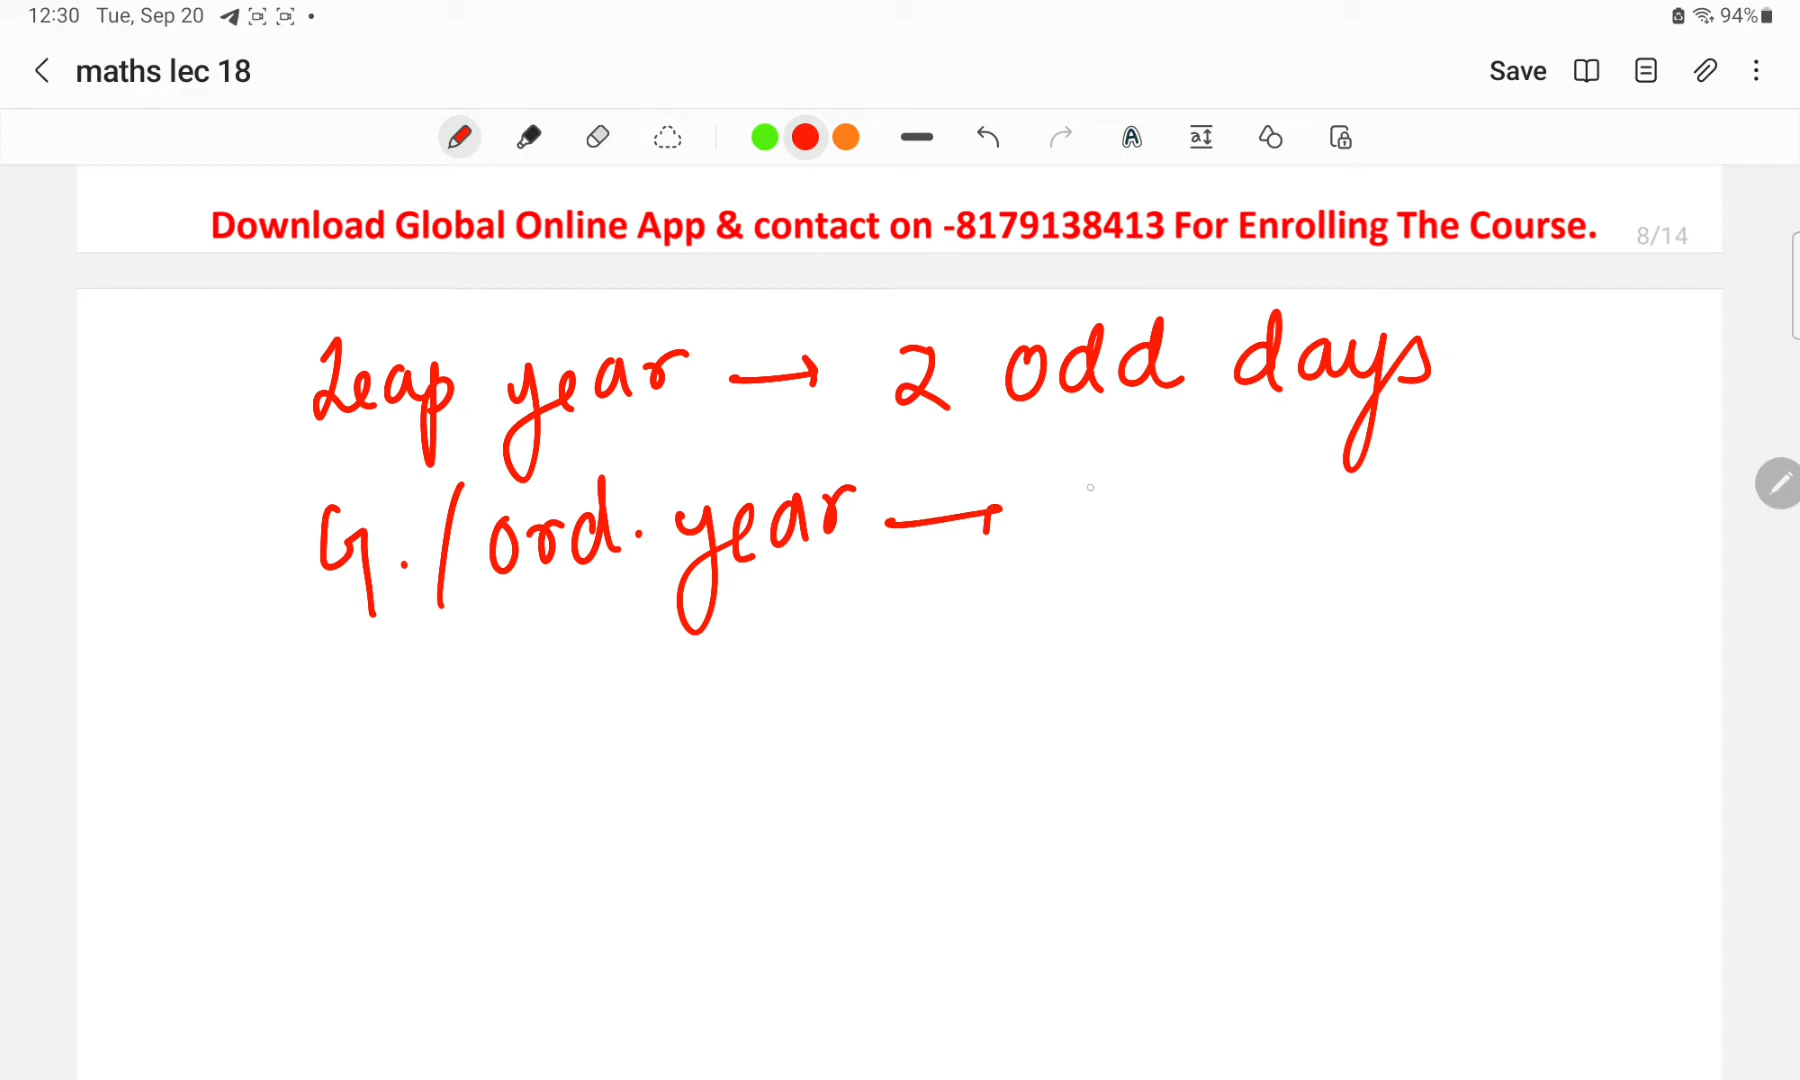 12:30 Tue, Sep 20 94%
maths lec 18
Save
Download Global Online App & contact on -8179138413 For Enrolling The Course.
8/14
Leap year → 2 odd days
G. / ord. year →